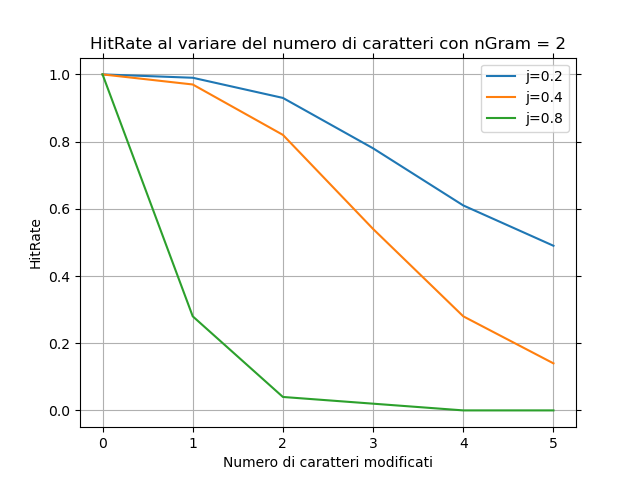 HitRate al variare del numero di caratteri con nGram = 2
j=0.2
j=0.4
j=0.8
HitRate
1.0
0.8
0.6
0.4
0.2
0.0
0 1 2 3 4 5
Numero di caratteri modificati